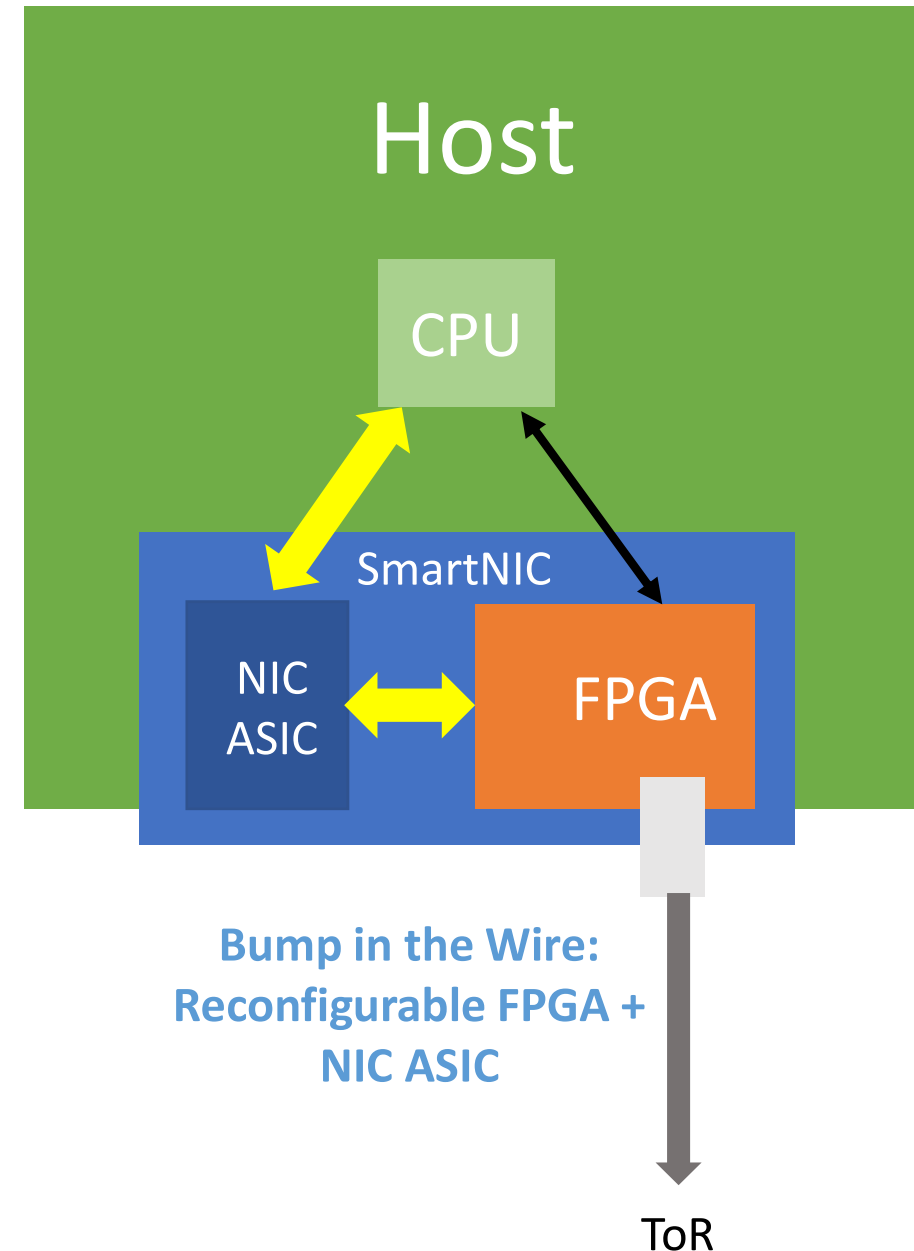 Host
CPU
SmartNIC
NIC
ASIC
FPGA
Bump in the Wire:
Reconfigurable FPGA +
NIC ASIC
ToR